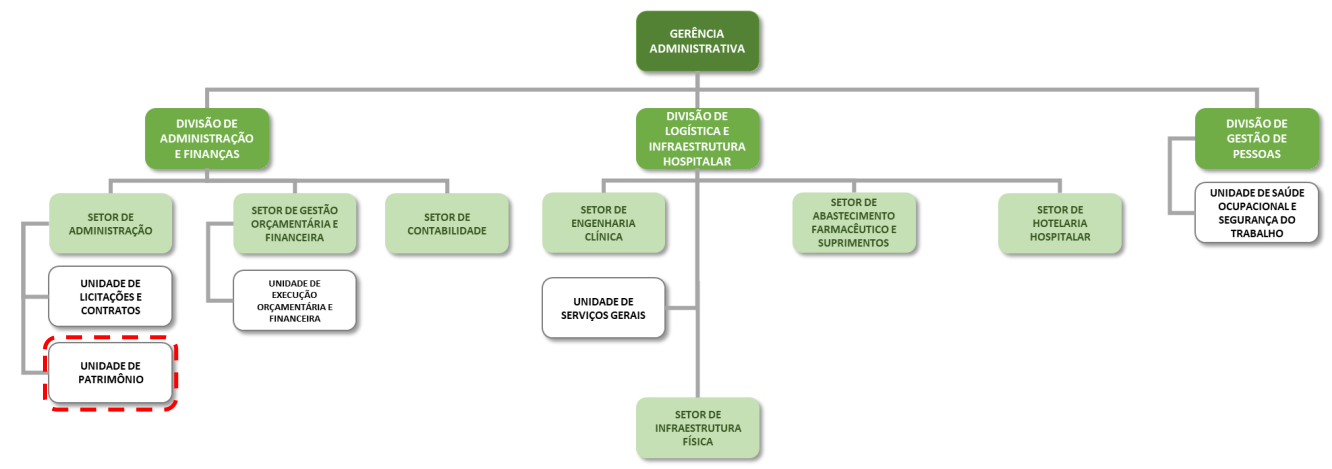 GERÊNCIA
ADMINISTRATIVA
DIVISÃO DE
ADMINISTRAÇÃO
E FINANÇAS
DIVISÃO DE
LOGÍSTICA E
INFRAESTRUTURA
HOSPITALAR
DIVISÃO DE
GESTÃO DE
PESSOAS
SETOR DE
ADMINISTRAÇÃO
SETOR DE GESTÃO
ORÇAMENTÁRIA E
FINANCEIRA
SETOR DE
CONTABILIDADE
SETOR DE
ENGENHARIA
CLÍNICA
SETOR DE
ABASTECIMENTO
FARMACÊUTICO E
SUPRIMENTOS
SETOR DE
HOTELARIA
HOSPITALAR
UNIDADE DE SAÚDE
OCUPACIONAL E
SEGURANÇA DO
TRABALHO
UNIDADE DE
LICITAÇÕES E
CONTRATOS
UNIDADE DE
EXECUÇÃO
ORÇAMENTÁRIA E
FINANCEIRA
UNIDADE DE
SERVIÇOS GERAIS
UNIDADE DE
PATRIMÔNIO
SETOR DE
INFRAESTRUTURA
FÍSICA